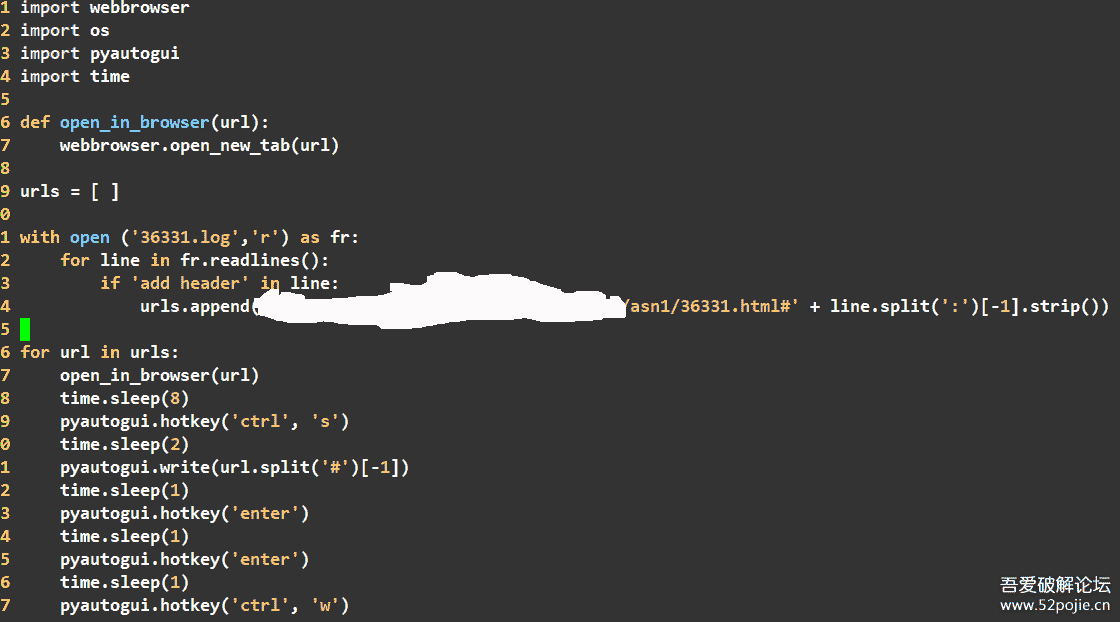 1 import webbrowser
2 import os
3 import pyautogui
4 import time
5
6 def open_in_browser(url):
7     webbrowser.open_new_tab(url)
8
9 urls = [ ]
0
1 with open ('36331.log','r') as fr:
2     for line in fr.readlines():
3         if 'add header' in line:
4             urls.append( /asn1/36331.html#' + line.split(':')[-1].strip())
5
6 for url in urls:
7     open_in_browser(url)
8     time.sleep(8)
9     pyautogui.hotkey('ctrl', 's')
0     time.sleep(2)
1     pyautogui.write(url.split('#')[-1])
2     time.sleep(1)
3     pyautogui.hotkey('enter')
4     time.sleep(1)
5     pyautogui.hotkey('enter')
6     time.sleep(1)
7     pyautogui.hotkey('ctrl', 'w')
吾爱破解论坛
www.52pojie.cn